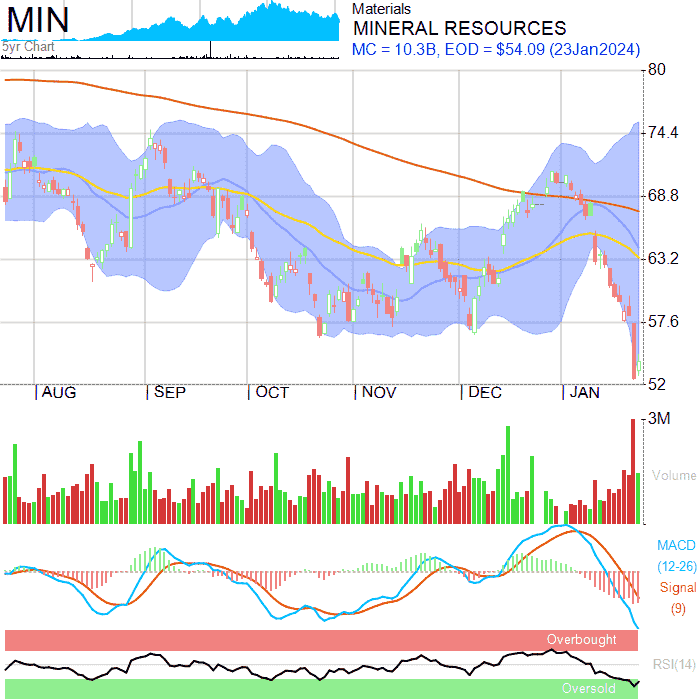 MIN
Materials
MINERAL RESOURCES
MC = 10.3B, EOD = $54.09 (23Jan2024)
5yr Chart
80
74.4
68.8
63.2
57.6
52
AUG SEP OCT NOV DEC JAN
3M
Volume
MACD
(12-26)
Signal
(9)
Overbought
RSI(14)
Oversold